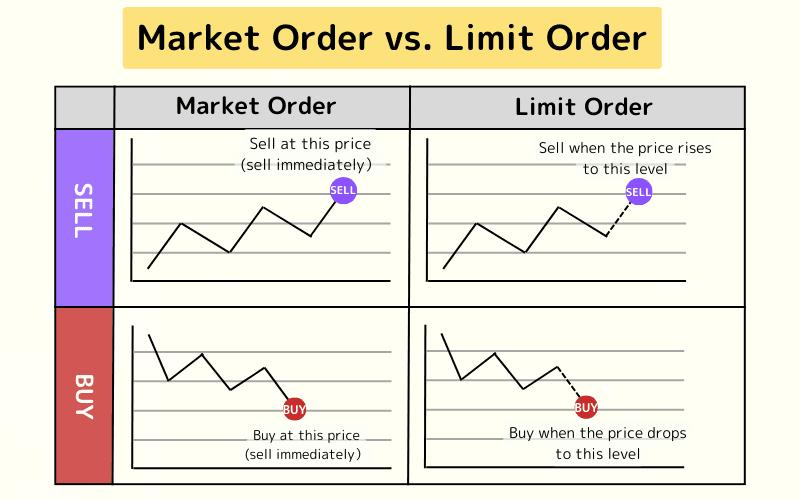 Market Order vs. Limit Order
Market Order
Limit Order
SELL
Sell at this price
(sell immediately)
SELL
Sell when the price rises
to this level
SELL
BUY
BUY
Buy at this price
(sell immediately)
BUY
Buy when the price drops
to this level